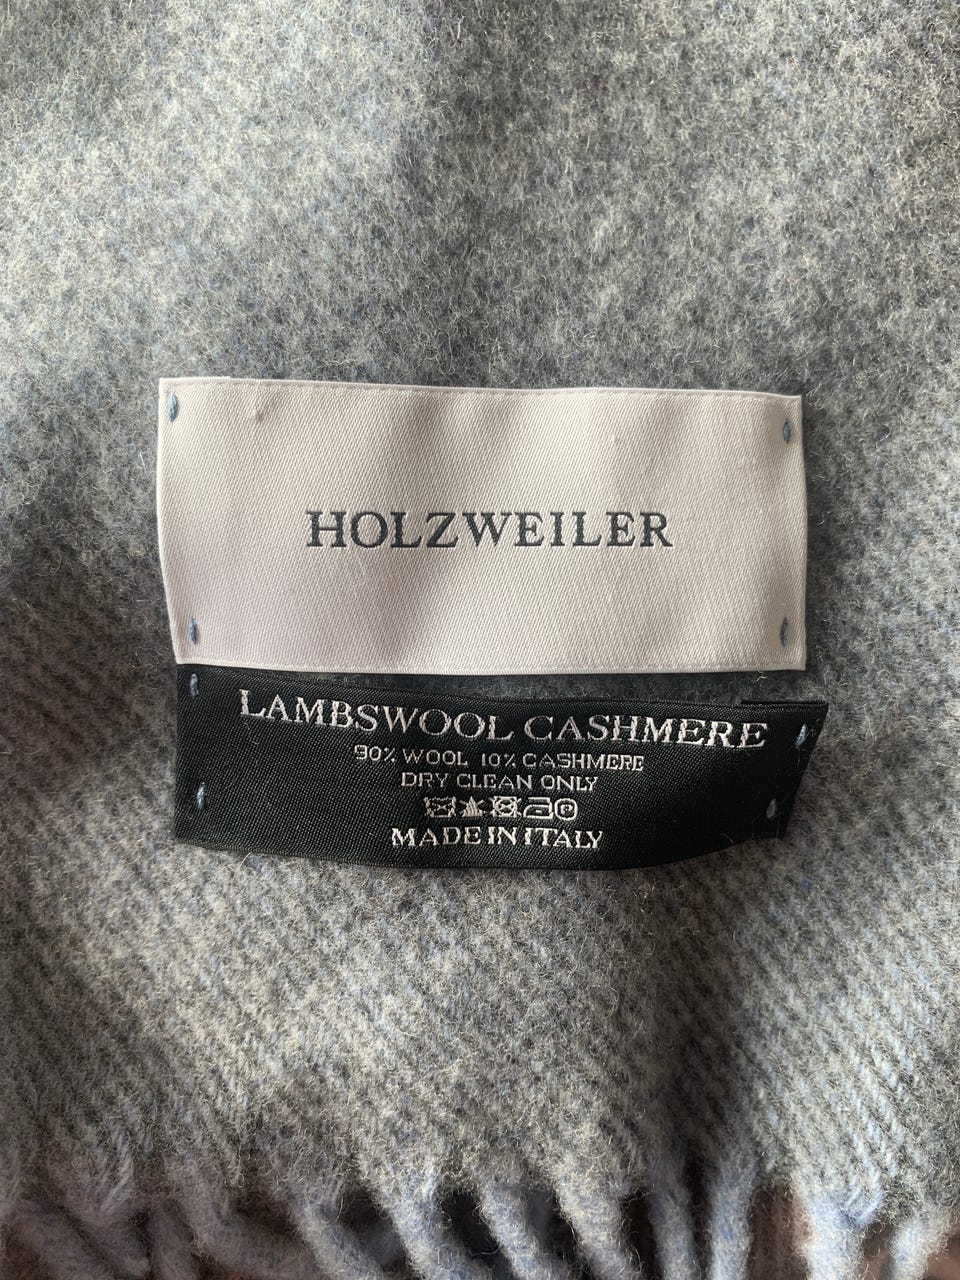 HOLZWEILER
LAMBSWOOL CASHMERE
90% WOOL 10% CASHMERE
DRY CLEAN ONLY
MADE IN ITALY